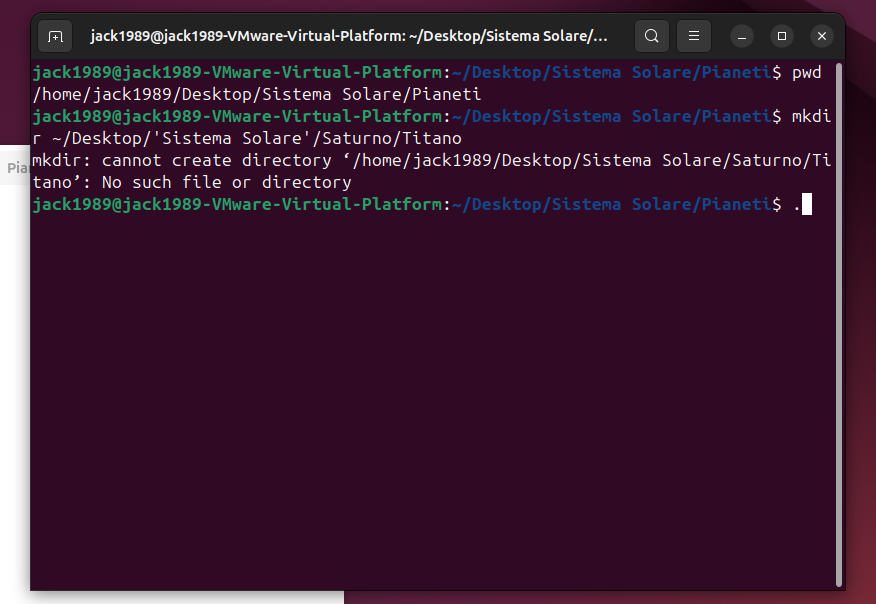 jack1989@jack1989-VMware-Virtual-Platform: ~/Desktop/Sistema Solare/...
jack1989@jack1989-VMware-Virtual-Platform:~/Desktop/Sistema Solare/Pianeti$ pwd
/home/jack1989/Desktop/Sistema Solare/Pianeti
jack1989@jack1989-VMware-Virtual-Platform:~/Desktop/Sistema Solare/Pianeti$ mkdi
r ~/Desktop/'Sistema Solare'/Saturno/Titano
mkdir: cannot create directory ‘/home/jack1989/Desktop/Sistema Solare/Saturno/Ti
tano’: No such file or directory
jack1989@jack1989-VMware-Virtual-Platform:~/Desktop/Sistema Solare/Pianeti$ .